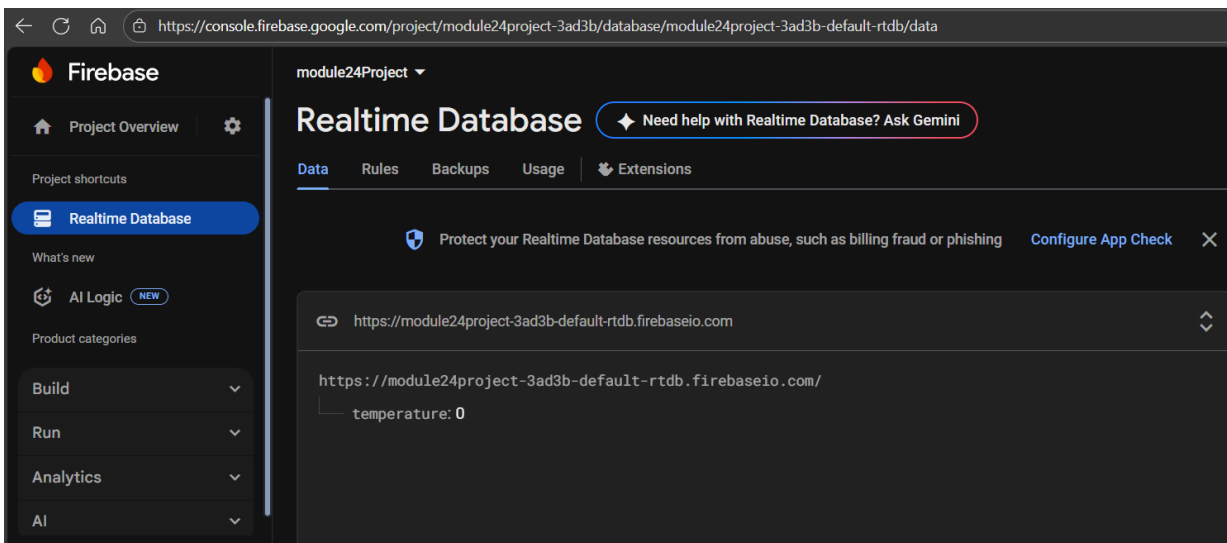 https://console.firebase.google.com/project/module24project-3ad3b/database/module24project-3ad3b-default-rtdb/data
Firebase
Project Overview
Project shortcuts
Realtime Database
What's new
AI Logic NEW
Product categories
Build
Run
Analytics
AI
module24Project
Realtime Database Need help with Realtime Database? Ask Gemini
Data Rules Backups Usage Extensions
Protect your Realtime Database resources from abuse, such as billing fraud or phishing Configure App Check
https://module24project-3ad3b-default-rtdb.firebaseio.com
https://module24project-3ad3b-default-rtdb.firebaseio.com/
temperature: 0